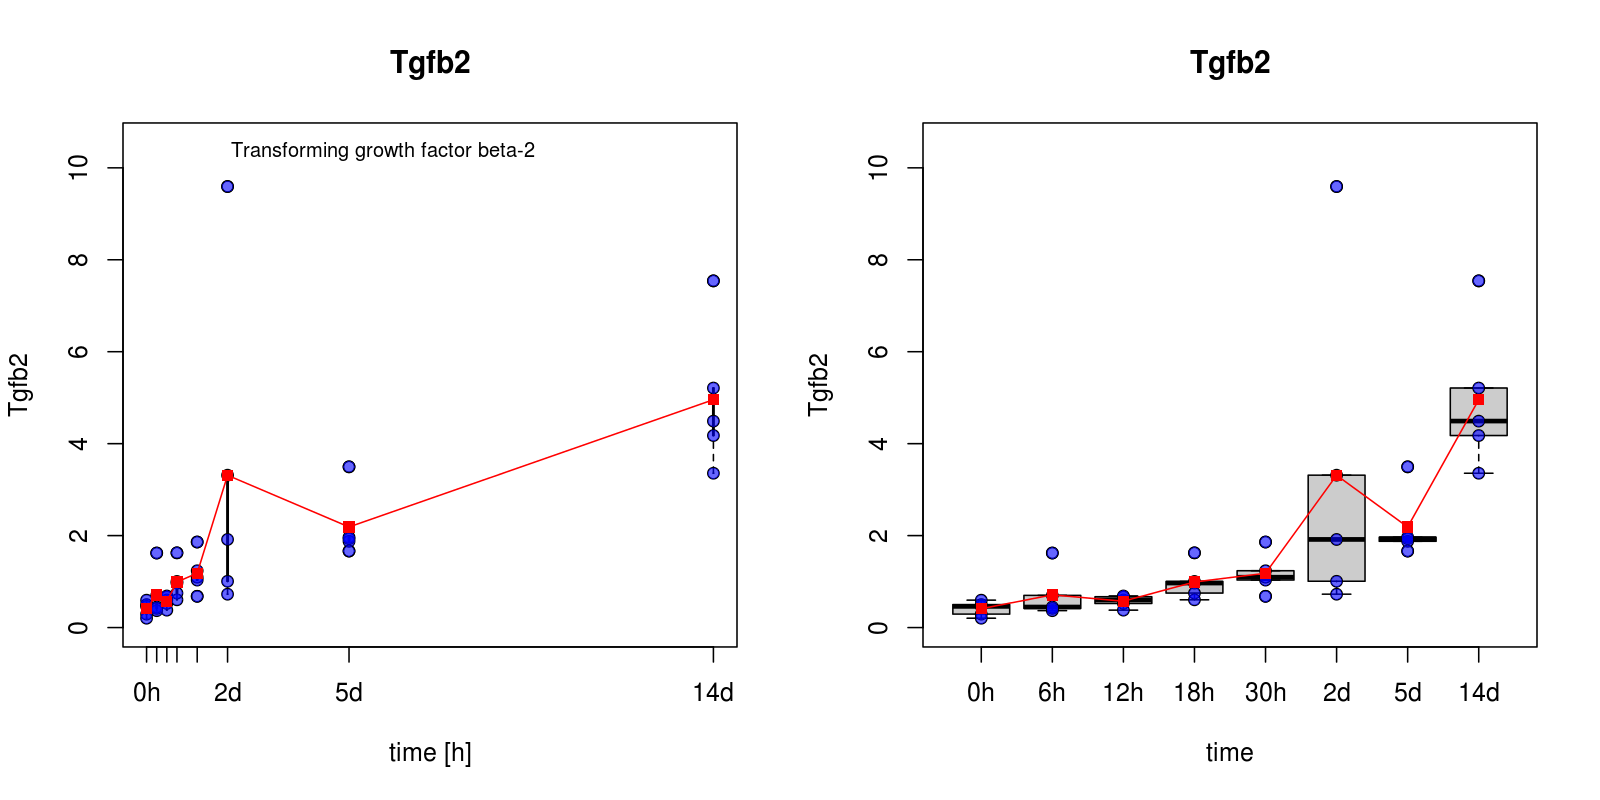 Tgfb2
Transforming growth factor beta-2
Tgfb2
0
2
4
6
8
10
0h 2d 5d 14d
time [h]
Tgfb2
Tgfb2
0
2
4
6
8
10
0h 6h 12h 18h 30h 2d 5d 14d
time